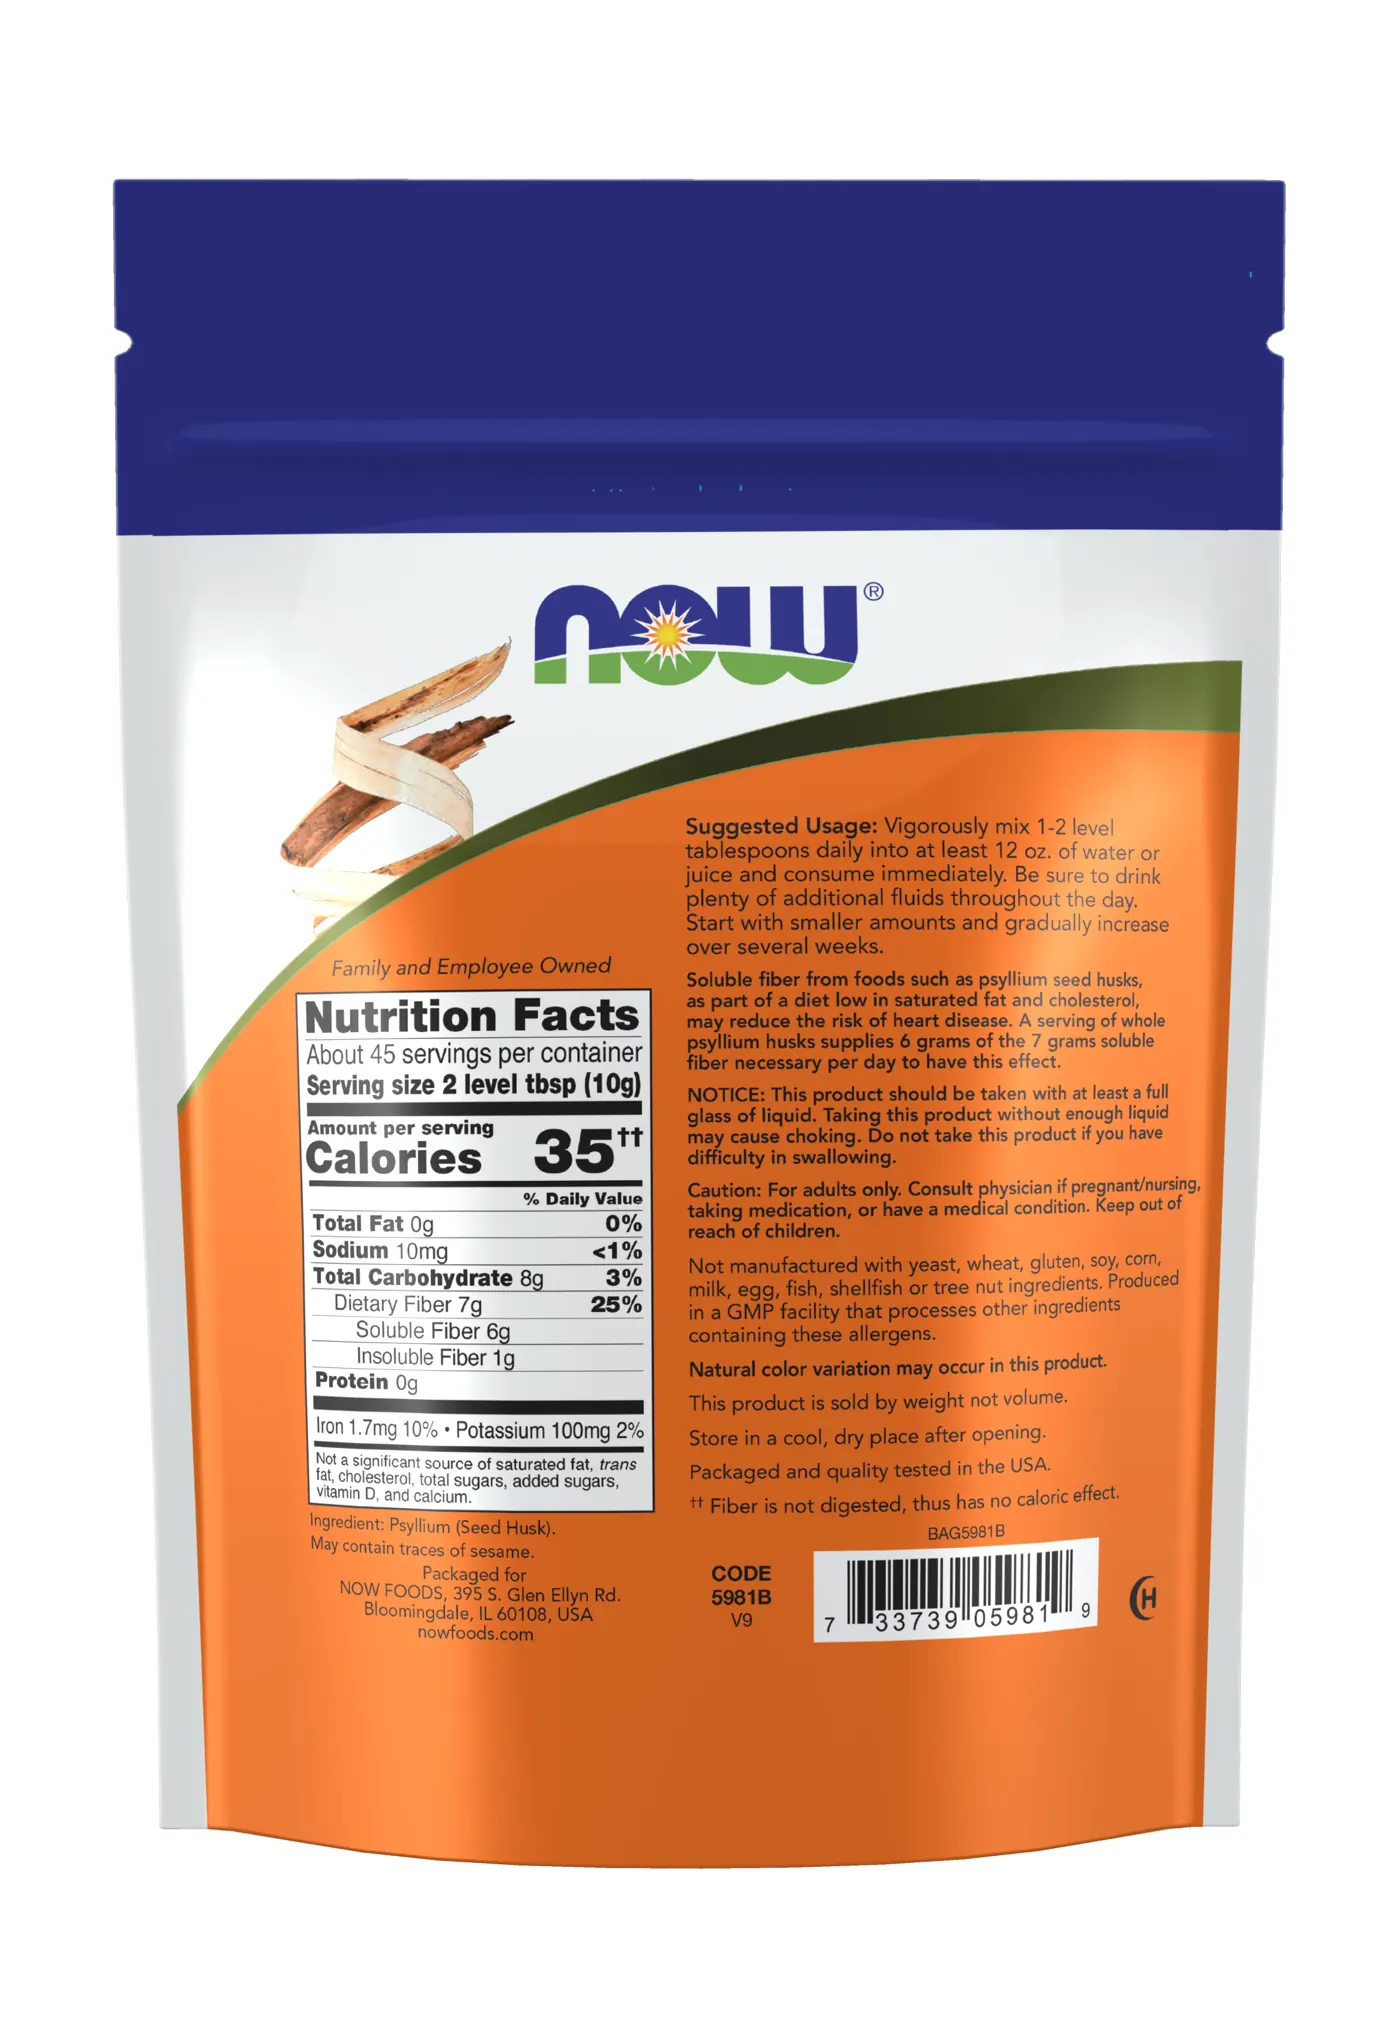 now®
Family and Employee Owned
Nutrition Facts
About 45 servings per container
Serving size 2 level tbsp (10g)
Amount per serving
Calories 35††
% Daily Value
Total Fat 0g 0%
Sodium 10mg <1%
Total Carbohydrate 8g 3%
Dietary Fiber 7g 25%
Soluble Fiber 6g
Insoluble Fiber 1g
Protein 0g
Iron 1.7mg 10% • Potassium 100mg 2%
Not a significant source of saturated fat, trans
fat, cholesterol, total sugars, added sugars,
vitamin D, and calcium.
Ingredient: Psyllium (Seed Husk).
May contain traces of sesame.
Packaged for
NOW FOODS, 395 S. Glen Ellyn Rd.
Bloomingdale, IL 60108, USA
nowfoods.com
Suggested Usage: Vigorously mix 1-2 level
tablespoons daily into at least 12 oz. of water or
juice and consume immediately. Be sure to drink
plenty of additional fluids throughout the day.
Start with smaller amounts and gradually increase
over several weeks.
Soluble fiber from foods such as psyllium seed husks,
as part of a diet low in saturated fat and cholesterol,
may reduce the risk of heart disease. A serving of whole
psyllium husks supplies 6 grams of the 7 grams soluble
fiber necessary per day to have this effect.
NOTICE: This product should be taken with at least a full
glass of liquid. Taking this product without enough liquid
may cause choking. Do not take this product if you have
difficulty in swallowing.
Caution: For adults only. Consult physician if pregnant/nursing,
taking medication, or have a medical condition. Keep out of
reach of children.
Not manufactured with yeast, wheat, gluten, soy, corn,
milk, egg, fish, shellfish or tree nut ingredients. Produced
in a GMP facility that processes other ingredients
containing these allergens.
Natural color variation may occur in this product.
This product is sold by weight not volume.
Store in a cool, dry place after opening.
Packaged and quality tested in the USA.
†† Fiber is not digested, thus has no caloric effect.
BAG5981B
CODE
5981B
V9
7 33739 05981 9
H